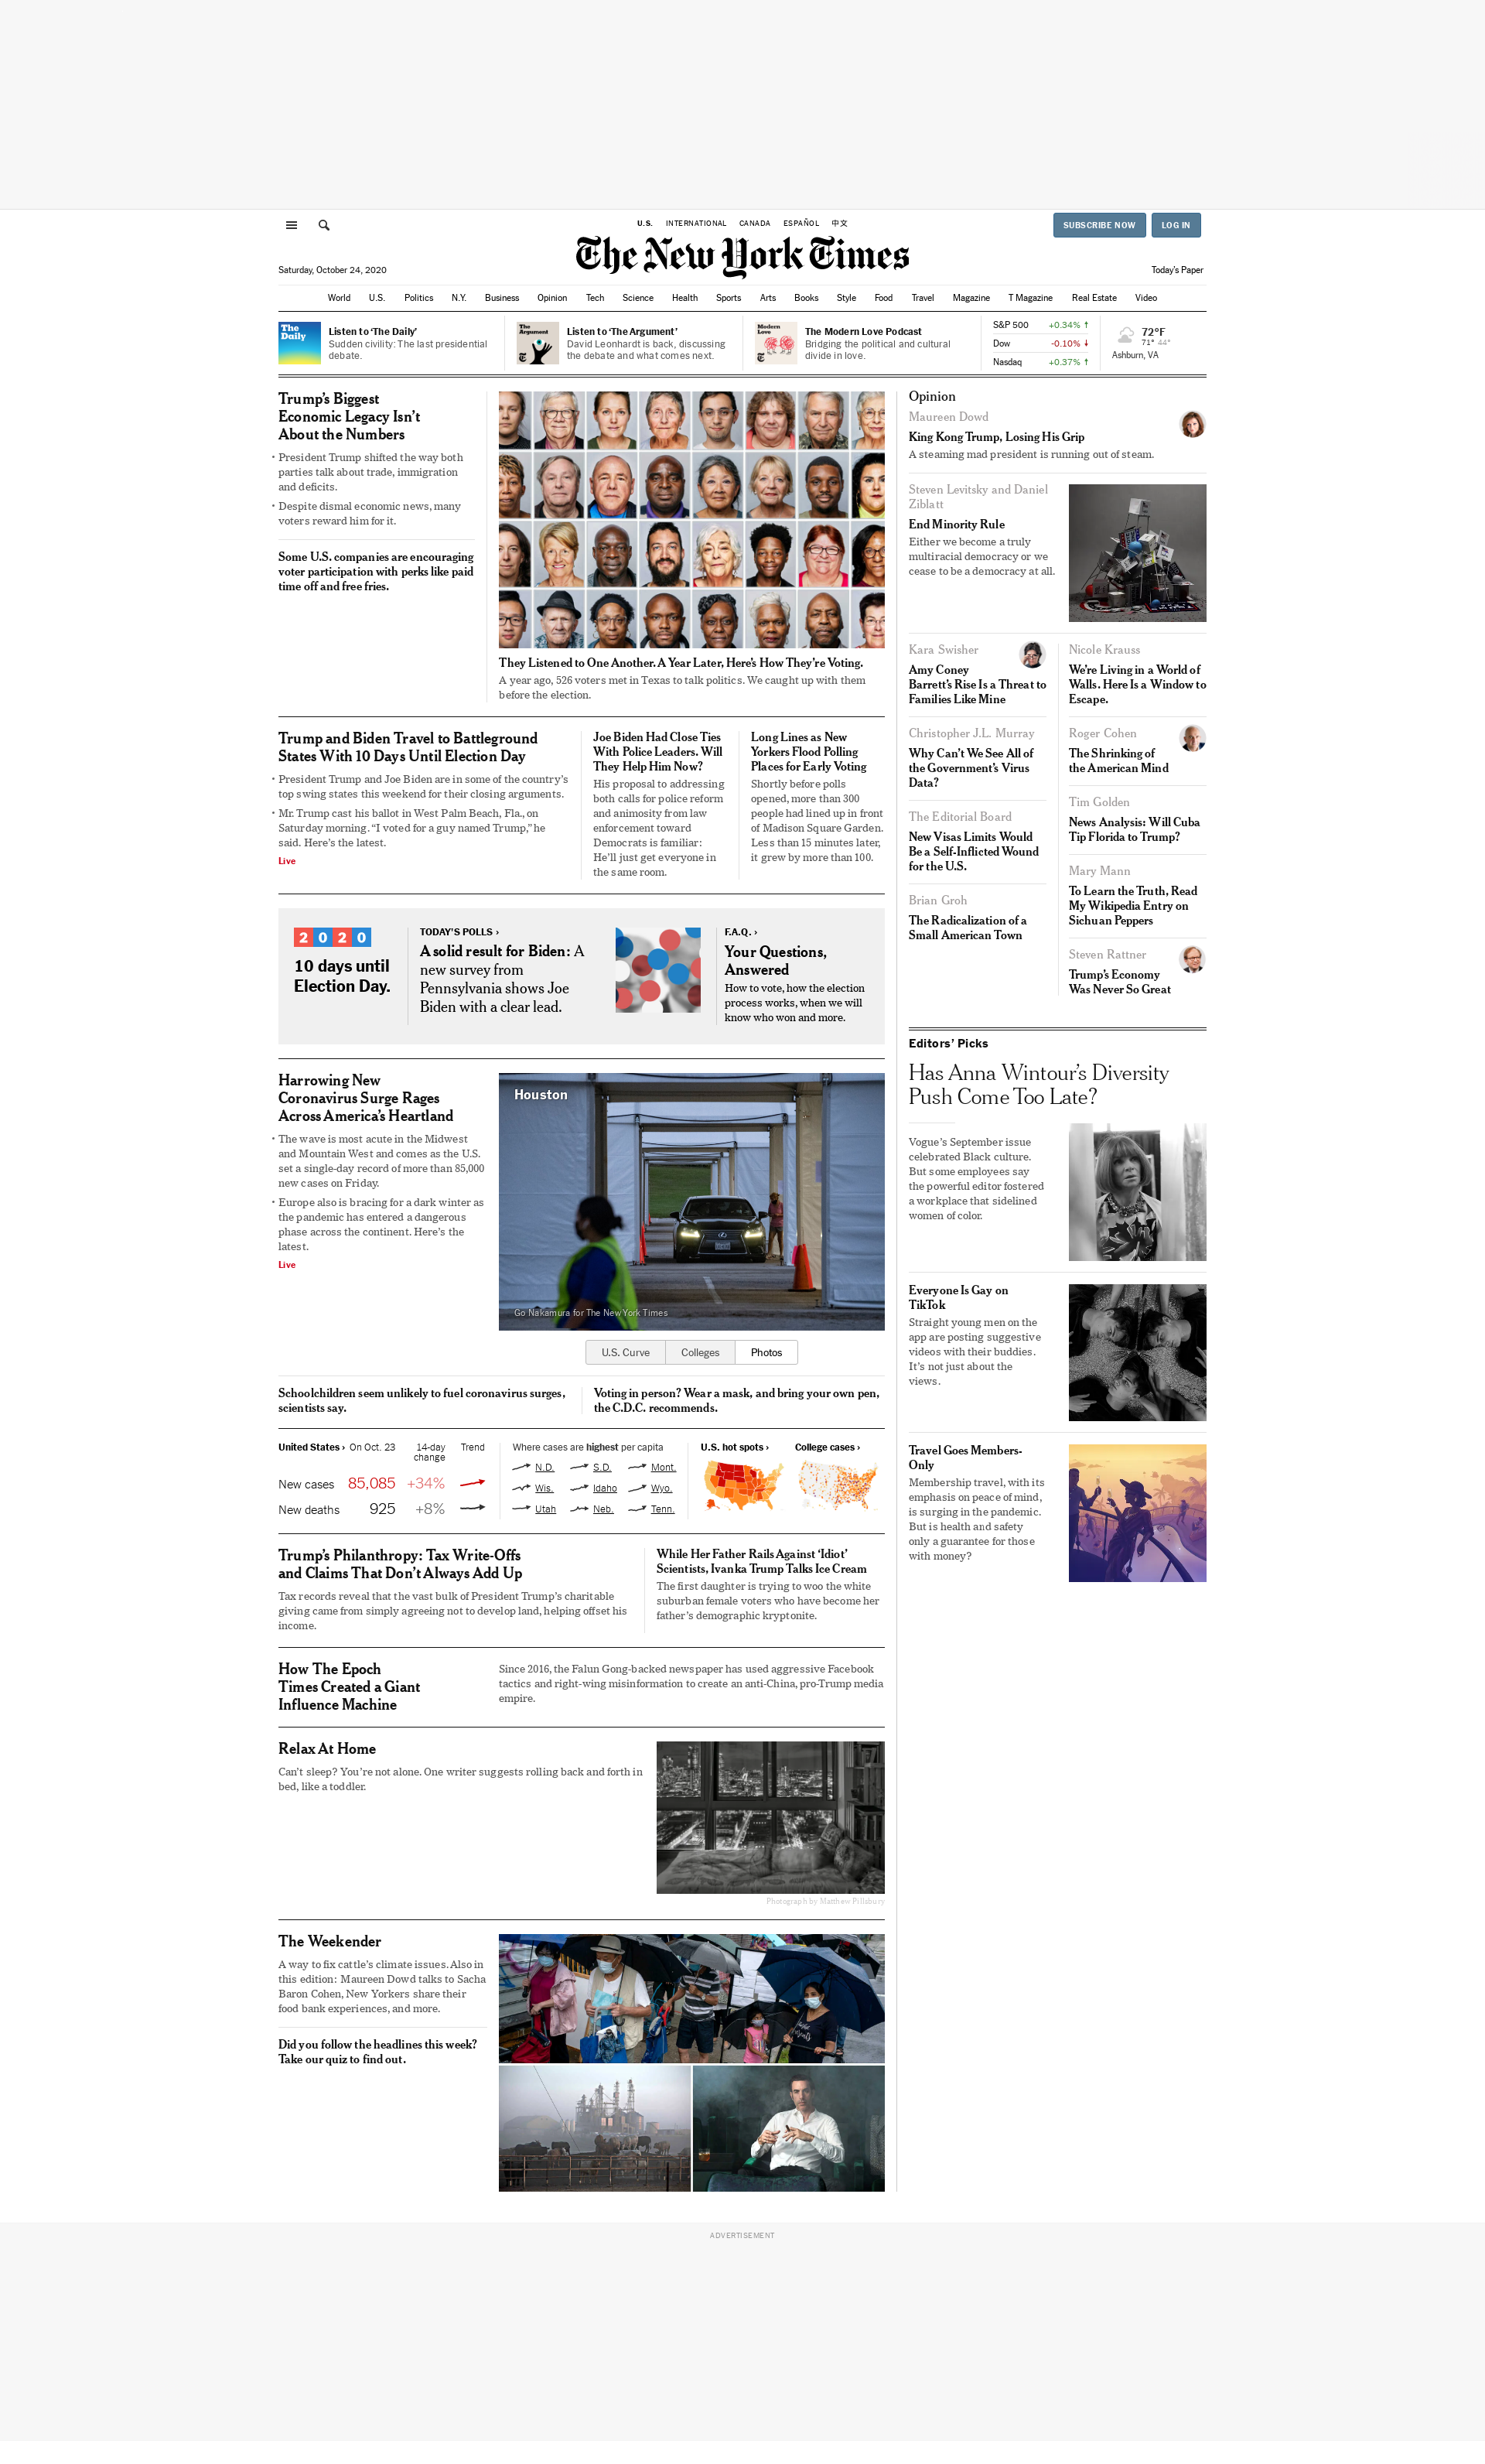 U.S. INTERNATIONAL CANADA ESPAÑOL 中文
SUBSCRIBE NOW LOG IN
The New York Times
Saturday, October 24, 2020
Today's Paper
World U.S. Politics N.Y. Business Opinion Tech Science Health Sports Arts Books Style Food Travel Magazine T Magazine Real Estate Video
The
Daily
Listen to ‘The Daily’
Sudden civility: The last presidential
debate.
The
Argument
Listen to ‘The Argument’
David Leonhardt is back, discussing
the debate and what comes next.
Modern
Love
The Modern Love Podcast
Bridging the political and cultural
divide in love.
S&P 500 +0.34% ↑
Dow -0.10% ↓
Nasdaq +0.37% ↑
72°F
71° 44°
Ashburn, VA
Trump’s Biggest
Economic Legacy Isn’t
About the Numbers
• President Trump shifted the way both
parties talk about trade, immigration
and deficits.
• Despite dismal economic news, many
voters reward him for it.
Some U.S. companies are encouraging
voter participation with perks like paid
time off and free fries.
They Listened to One Another. A Year Later, Here’s How They’re Voting.
A year ago, 526 voters met in Texas to talk politics. We caught up with them
before the election.
Trump and Biden Travel to Battleground
States With 10 Days Until Election Day
• President Trump and Joe Biden are in some of the country’s
top swing states this weekend for their closing arguments.
• Mr. Trump cast his ballot in West Palm Beach, Fla., on
Saturday morning. “I voted for a guy named Trump,” he
said. Here’s the latest.
Live
Joe Biden Had Close Ties
With Police Leaders. Will
They Help Him Now?
His proposal to addressing
both calls for police reform
and animosity from law
enforcement toward
Democrats is familiar:
He’ll just get everyone in
the same room.
Long Lines as New
Yorkers Flood Polling
Places for Early Voting
Shortly before polls
opened, more than 300
people had lined up in front
of Madison Square Garden.
Less than 15 minutes later,
it grew by more than 100.
2020
10 days until
Election Day.
TODAY’S POLLS ›
A solid result for Biden: A
new survey from
Pennsylvania shows Joe
Biden with a clear lead.
F.A.Q. ›
Your Questions,
Answered
How to vote, how the election
process works, when we will
know who won and more.
Harrowing New
Coronavirus Surge Rages
Across America’s Heartland
• The wave is most acute in the Midwest
and Mountain West and comes as the U.S.
set a single-day record of more than 85,000
new cases on Friday.
• Europe also is bracing for a dark winter as
the pandemic has entered a dangerous
phase across the continent. Here’s the
latest.
Live
Houston
Go Nakamura for The New York Times
U.S. Curve Colleges Photos
Schoolchildren seem unlikely to fuel coronavirus surges,
scientists say.
Voting in person? Wear a mask, and bring your own pen,
the C.D.C. recommends.
United States › On Oct. 23 14-day
change Trend
New cases 85,085 +34%
New deaths 925 +8%
Where cases are highest per capita
N.D. S.D. Mont.
Wis. Idaho Wyo.
Utah Neb. Tenn.
U.S. hot spots ›
College cases ›
Trump’s Philanthropy: Tax Write-Offs
and Claims That Don’t Always Add Up
Tax records reveal that the vast bulk of President Trump’s charitable
giving came from simply agreeing not to develop land, helping offset his
income.
While Her Father Rails Against ‘Idiot’
Scientists, Ivanka Trump Talks Ice Cream
The first daughter is trying to woo the white
suburban female voters who have become her
father’s demographic kryptonite.
How The Epoch
Times Created a Giant
Influence Machine
Since 2016, the Falun Gong-backed newspaper has used aggressive Facebook
tactics and right-wing misinformation to create an anti-China, pro-Trump media
empire.
Relax At Home
Can’t sleep? You’re not alone. One writer suggests rolling back and forth in
bed, like a toddler.
Photograph by Matthew Pillsbury
The Weekender
A way to fix cattle’s climate issues. Also in
this edition: Maureen Dowd talks to Sacha
Baron Cohen, New Yorkers share their
food bank experiences, and more.
Did you follow the headlines this week?
Take our quiz to find out.
Opinion
Maureen Dowd
King Kong Trump, Losing His Grip
A steaming mad president is running out of steam.
Steven Levitsky and Daniel
Ziblatt
End Minority Rule
Either we become a truly
multiracial democracy or we
cease to be a democracy at all.
Kara Swisher
Amy Coney
Barrett’s Rise Is a Threat to
Families Like Mine
Christopher J.L. Murray
Why Can’t We See All of
the Government’s Virus
Data?
The Editorial Board
New Visas Limits Would
Be a Self-Inflicted Wound
for the U.S.
Brian Groh
The Radicalization of a
Small American Town
Nicole Krauss
We’re Living in a World of
Walls. Here Is a Window to
Escape.
Roger Cohen
The Shrinking of
the American Mind
Tim Golden
News Analysis: Will Cuba
Tip Florida to Trump?
Mary Mann
To Learn the Truth, Read
My Wikipedia Entry on
Sichuan Peppers
Steven Rattner
Trump’s Economy
Was Never So Great
Editors’ Picks
Has Anna Wintour’s Diversity
Push Come Too Late?
Vogue’s September issue
celebrated Black culture.
But some employees say
the powerful editor fostered
a workplace that sidelined
women of color.
Everyone Is Gay on
TikTok
Straight young men on the
app are posting suggestive
videos with their buddies.
It’s not just about the
views.
Travel Goes Members-
Only
Membership travel, with its
emphasis on peace of mind,
is surging in the pandemic.
But is health and safety
only a guarantee for those
with money?
ADVERTISEMENT